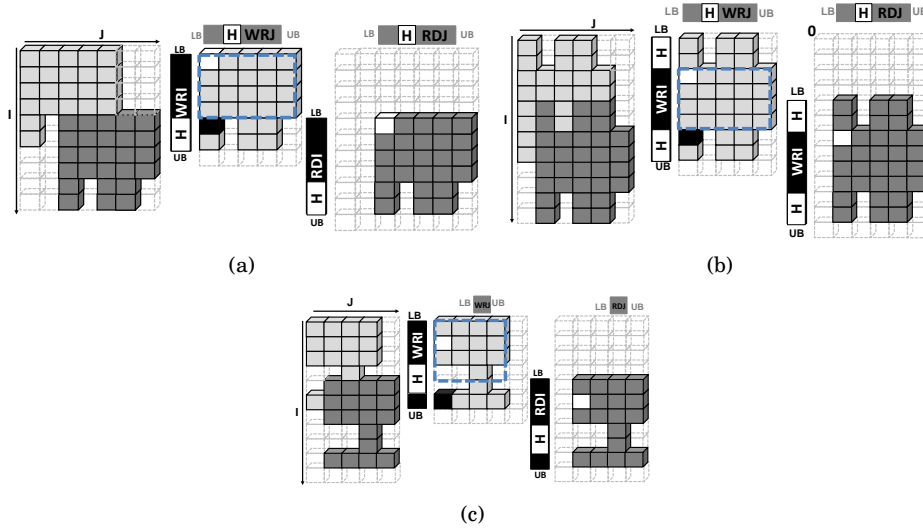 H WRJ
LB UB
J
LB
WRI
H
UB
I
H RDJ
LB UB
LB
RDI
H
UB
(a)
H WRJ
LB UB
J
LB
H
WRI
H
UB
I
0
H RDJ
LB UB
LB
H
WRI
H
UB
(b)
LB WRJ UB
J
LB
WRI
H
UB
I
LB RDJ UB
LB
RDI
H
UB
(c)